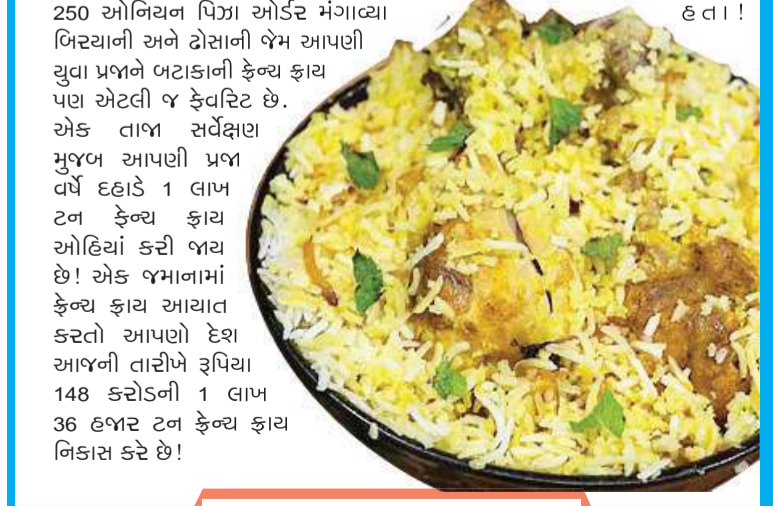 250 ઓનિયન પિઝા ઓર્ડર મંગાવ્યા હતા!
બિરયાની અને ઢોસાની જેમ આપણી
યુવા પ્રજાને બટાકાની ફ્રેન્ચ ફ્રાય
પણ એટલી જ ફેવરિટ છે.
એક તાજા સર્વેક્ષણ
મુજબ આપણી પ્રજા
વર્ષે દહાડે 1 લાખ
ટન ફ્રેન્ચ ફ્રાય
ઓહિયાં કરી જાય
છે! એક જમાનામાં
ફ્રેન્ચ ફ્રાય આયાત
કરતો આપણો દેશ
આજની તારીખે રૂપિયા
148 કરોડની 1 લાખ
36 હજાર ટન ફ્રેન્ચ ફ્રાય
નિકાસ કરે છે!